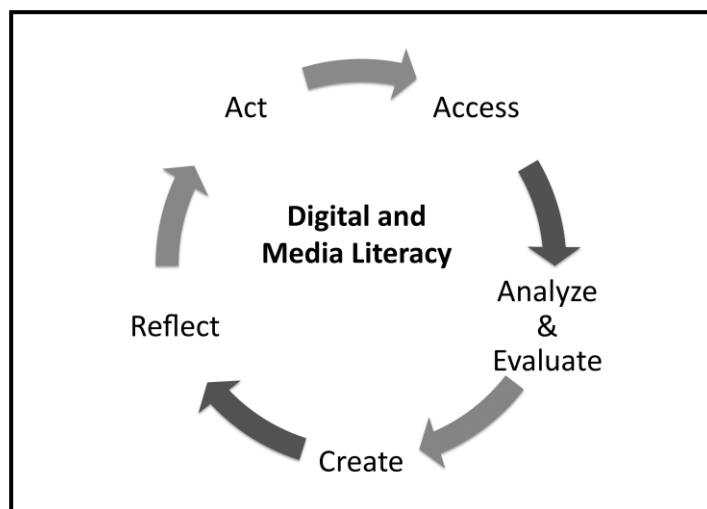 Act
Access
Digital and
Media Literacy
Analyze
&
Evaluate
Reflect
Create